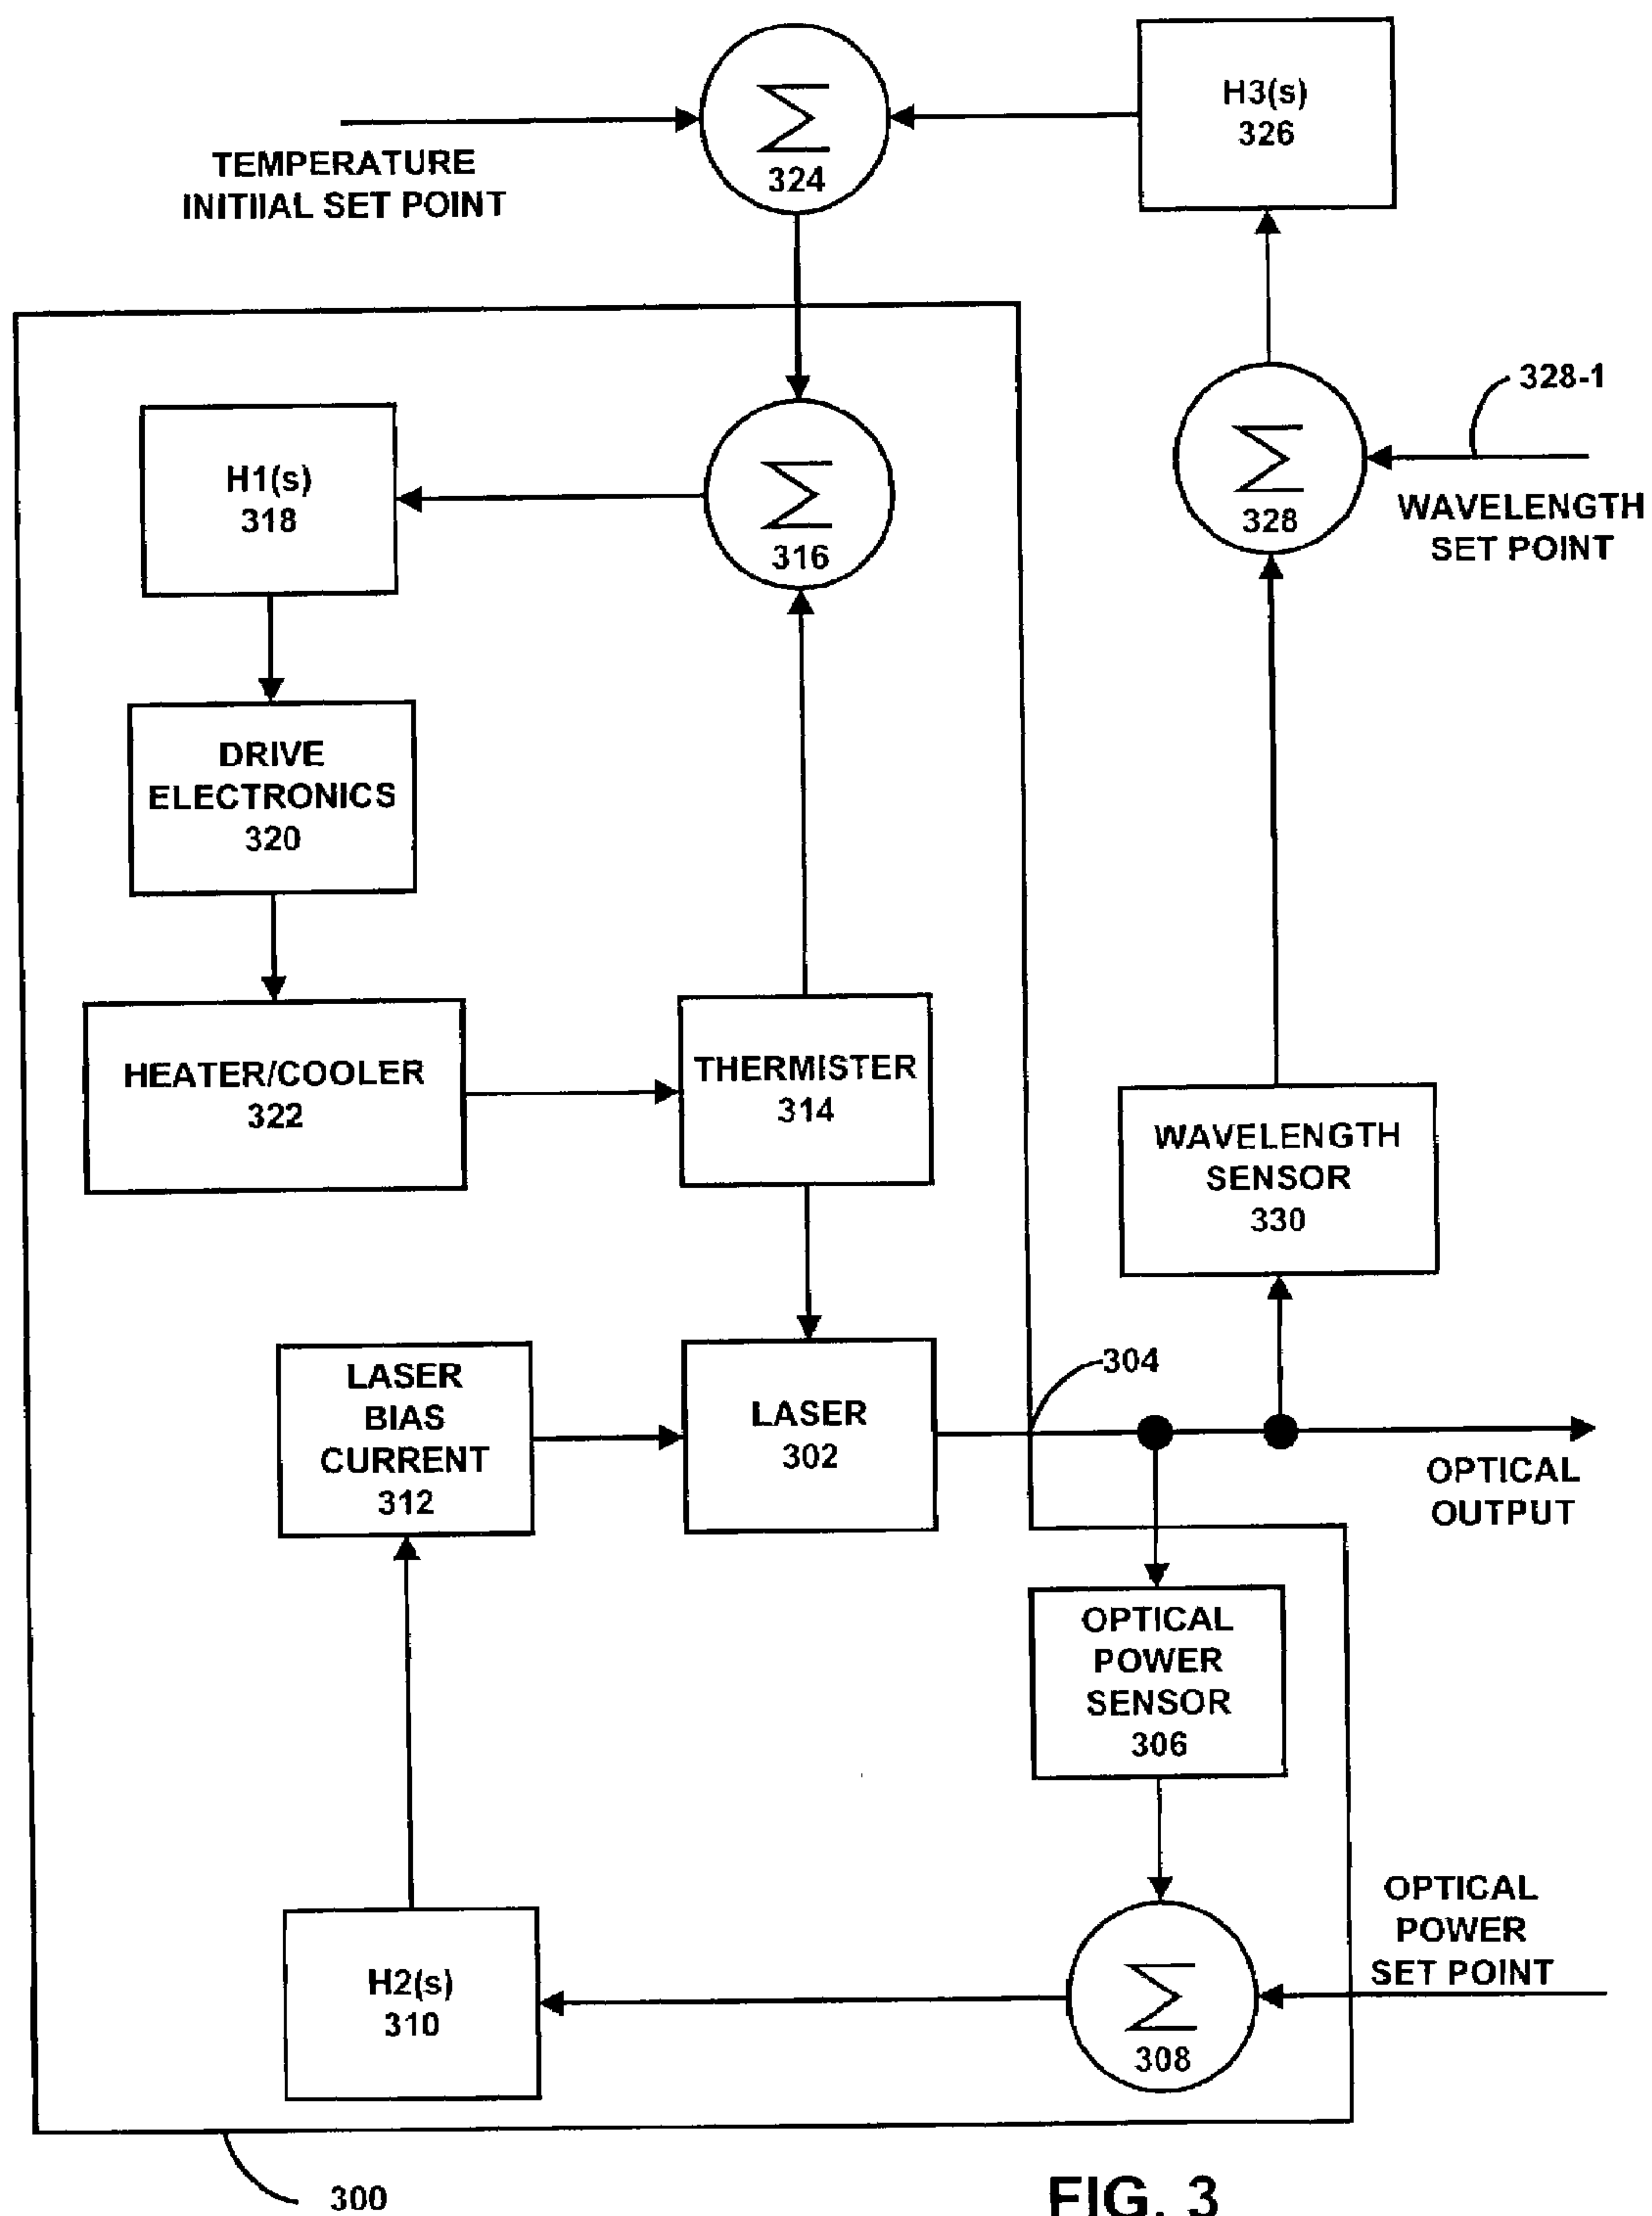 H3(s)
326
Σ
324
TEMPERATURE
INITIIAL SET POINT
328-1
Σ
328
WAVELENGTH
SET POINT
H1(s)
318
Σ
316
DRIVE
ELECTRONICS
320
HEATER/COOLER
322
THERMISTER
314
WAVELENGTH
SENSOR
330
LASER
BIAS
CURRENT
312
LASER
302
304
OPTICAL
OUTPUT
OPTICAL
POWER
SENSOR
306
OPTICAL
POWER
SET POINT
H2(s)
310
Σ
308
300
FIG. 3